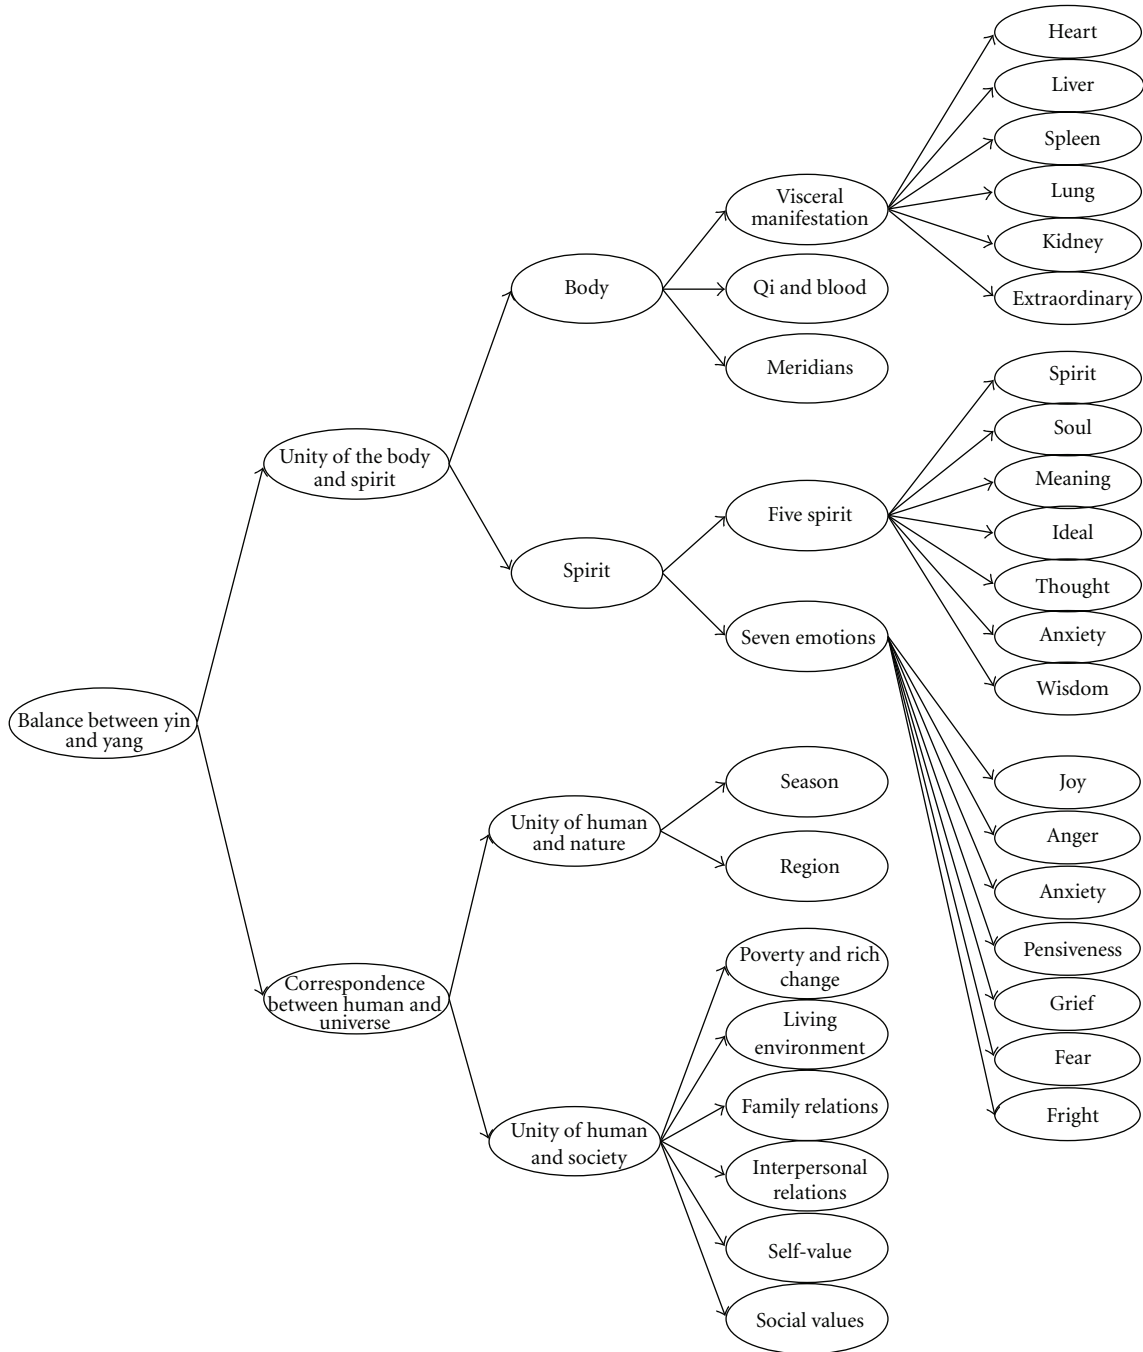 Balance between yin
and yang
Unity of the body
and spirit
Correspondence
between human and
universe
Body
Spirit
Unity of human
and nature
Unity of human
and society
Visceral
manifestation
Qi and blood
Meridians
Five spirit
Seven emotions
Season
Region
Poverty and rich
change
Living
environment
Family relations
Interpersonal
relations
Self-value
Social values
Heart
Liver
Spleen
Lung
Kidney
Extraordinary
Spirit
Soul
Meaning
Ideal
Thought
Anxiety
Wisdom
Joy
Anger
Anxiety
Pensiveness
Grief
Fear
Fright